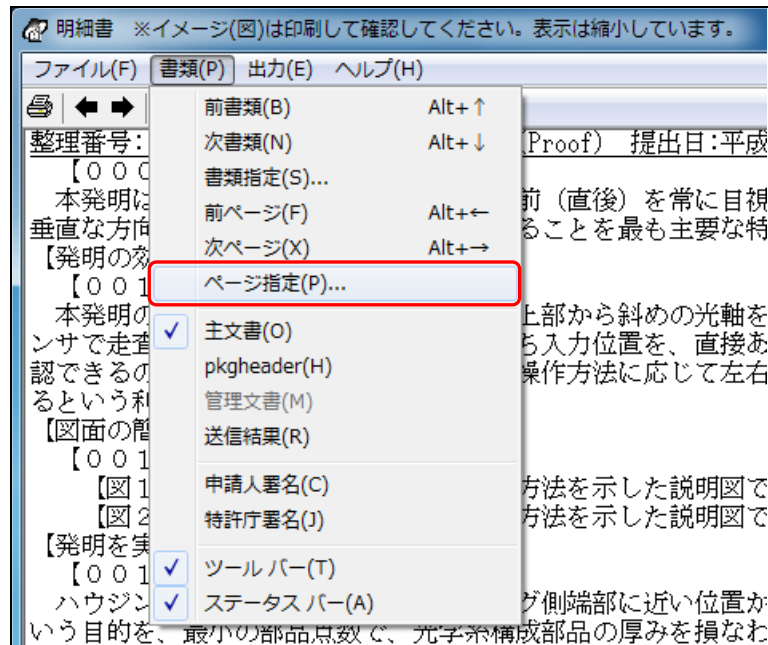 明細書 ※イメージ(図)は印刷して確認してください。表示は縮小しています。
ファイル(F) 書類(P) 出力(E) ヘルプ(H)
前書類(B) Alt+↑
次書類(N) Alt+↓
書類指定(S)...
前ページ(F) Alt+←
次ページ(X) Alt+→
ページ指定(P)...
✓ 主文書(O)
pkgheader(H)
管理文書(M)
送信結果(R)
申請人署名(C)
特許庁署名(J)
✓ ツール バー(T)
✓ ステータス バー(A)
整理番号: (Proof) 提出日:平成
【000
本発明は 前（直後）を常に目視
垂直な方向 ることを最も主要な特
【発明の効
【001
本発明の 上部から斜めの光軸を
ンサで走査 ち入力位置を、直接あ
認できるの 操作方法に応じて左右
るという利
【図面の簡
【001
【図1 方法を示した説明図で
【図2 方法を示した説明図で
【発明を実
【001
ハウジン グ側端部に近い位置か
いう目的を、最小の部品点数で、光学系構成部品の厚みを損なわ